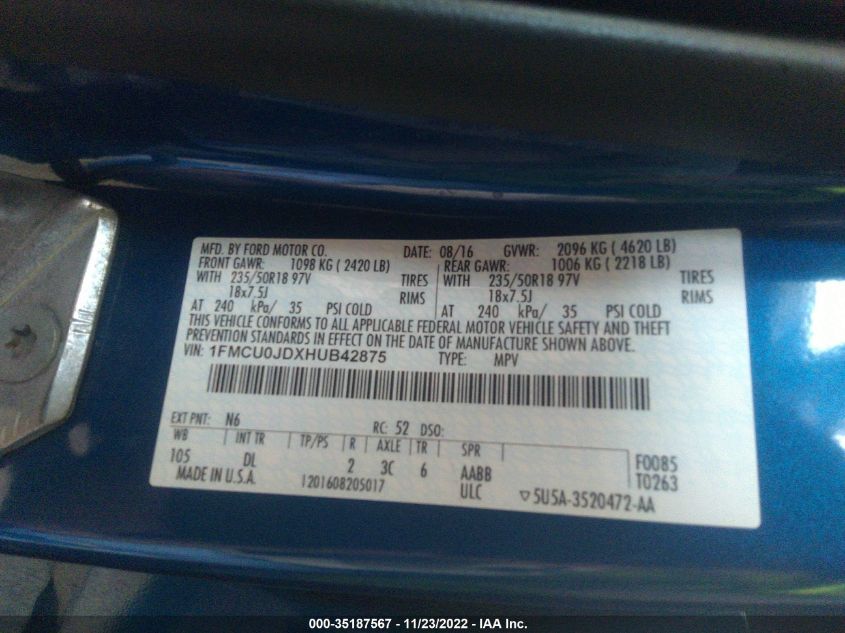 MFD. BY FORD MOTOR CO. DATE: 08/16 GVWR: 2096 KG ( 4620 LB)
FRONT GAWR: 1098 KG ( 2420 LB) REAR GAWR: 1006 KG ( 2218 LB)
WITH 235/50R18 97V TIRES WITH 235/50R18 97V TIRES
18x7.5J RIMS 18x7.5J RIMS
AT 240 kPa/ 35 PSI COLD AT 240 kPa/ 35 PSI COLD
THIS VEHICLE CONFORMS TO ALL APPLICABLE FEDERAL MOTOR VEHICLE SAFETY AND THEFT
PREVENTION STANDARDS IN EFFECT ON THE DATE OF MANUFACTURE SHOWN ABOVE.
VIN: 1FMCU0JDXHUB42875 TYPE: MPV
EXT PNT: N6 RC: 52 DSO:
WB INT TR TP/PS R AXLE TR SPR
105 DL 2 3C 6 AABB F0085
MADE IN U.S.A. 1201608205017 ULC T0263
▽5U5A-3520472-AA
000-35187567 - 11/23/2022 - IAA Inc.